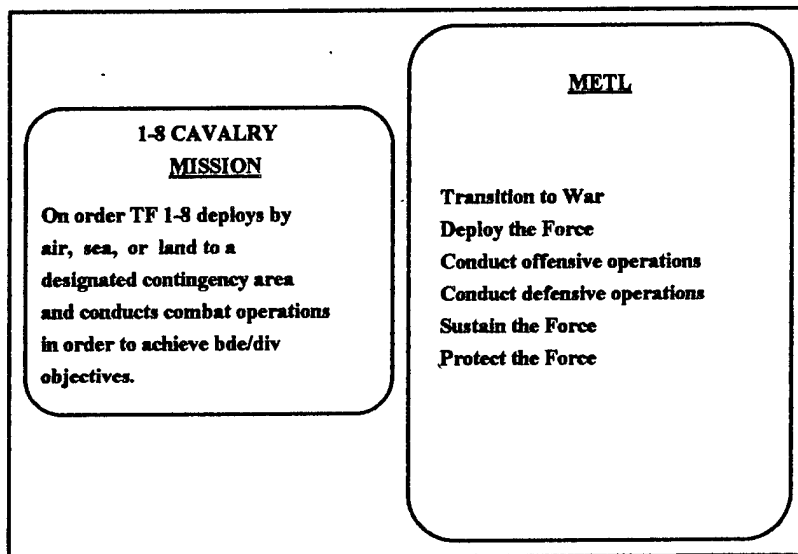 1-8 CAVALRY
MISSION
On order TF 1-8 deploys by
air, sea, or land to a
designated contingency area
and conducts combat operations
in order to achieve bde/div
objectives.
METL
Transition to War
Deploy the Force
Conduct offensive operations
Conduct defensive operations
Sustain the Force
Protect the Force